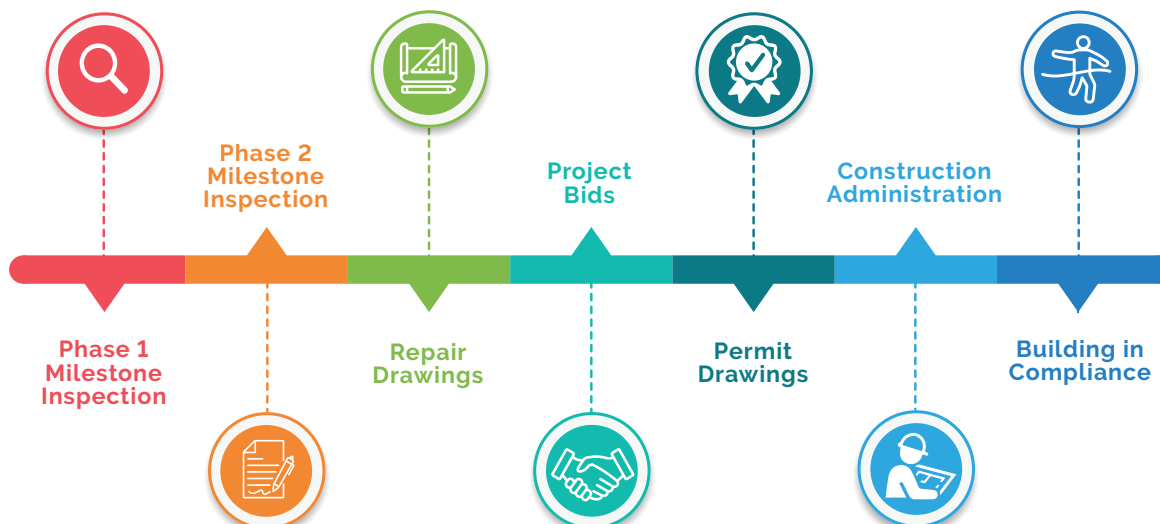 Phase 1
Milestone
Inspection
Phase 2
Milestone
Inspection
Repair
Drawings
Project
Bids
Permit
Drawings
Construction
Administration
Building in
Compliance